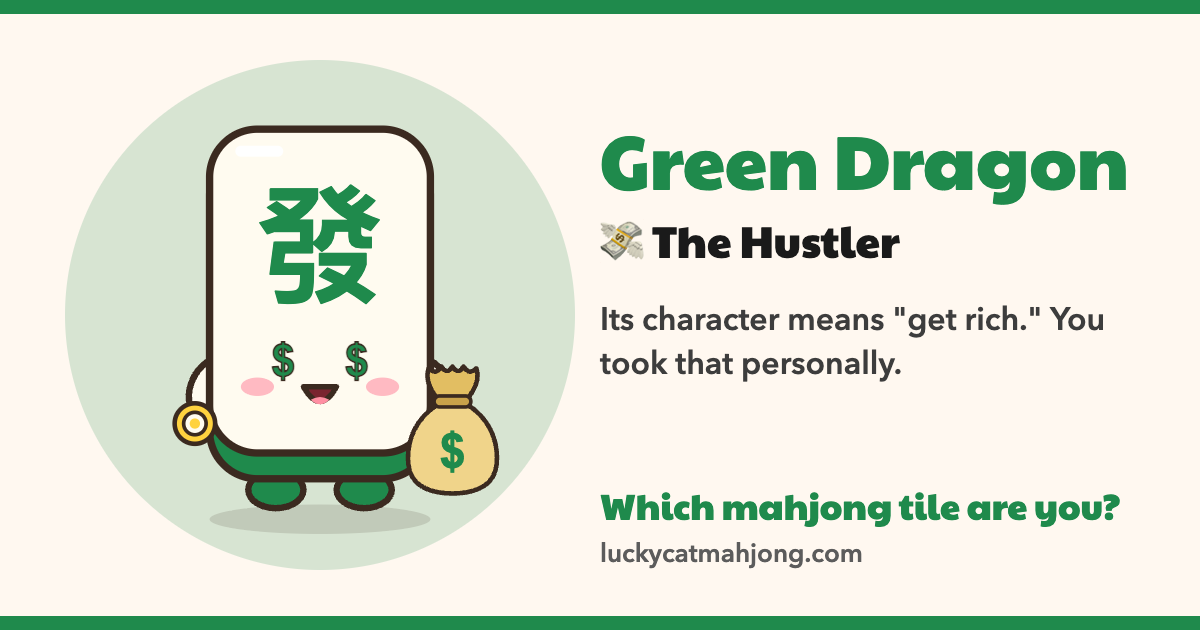 發
$ $
$
Green Dragon
💸 The Hustler
Its character means "get rich." You
took that personally.
Which mahjong tile are you?
luckycatmahjong.com